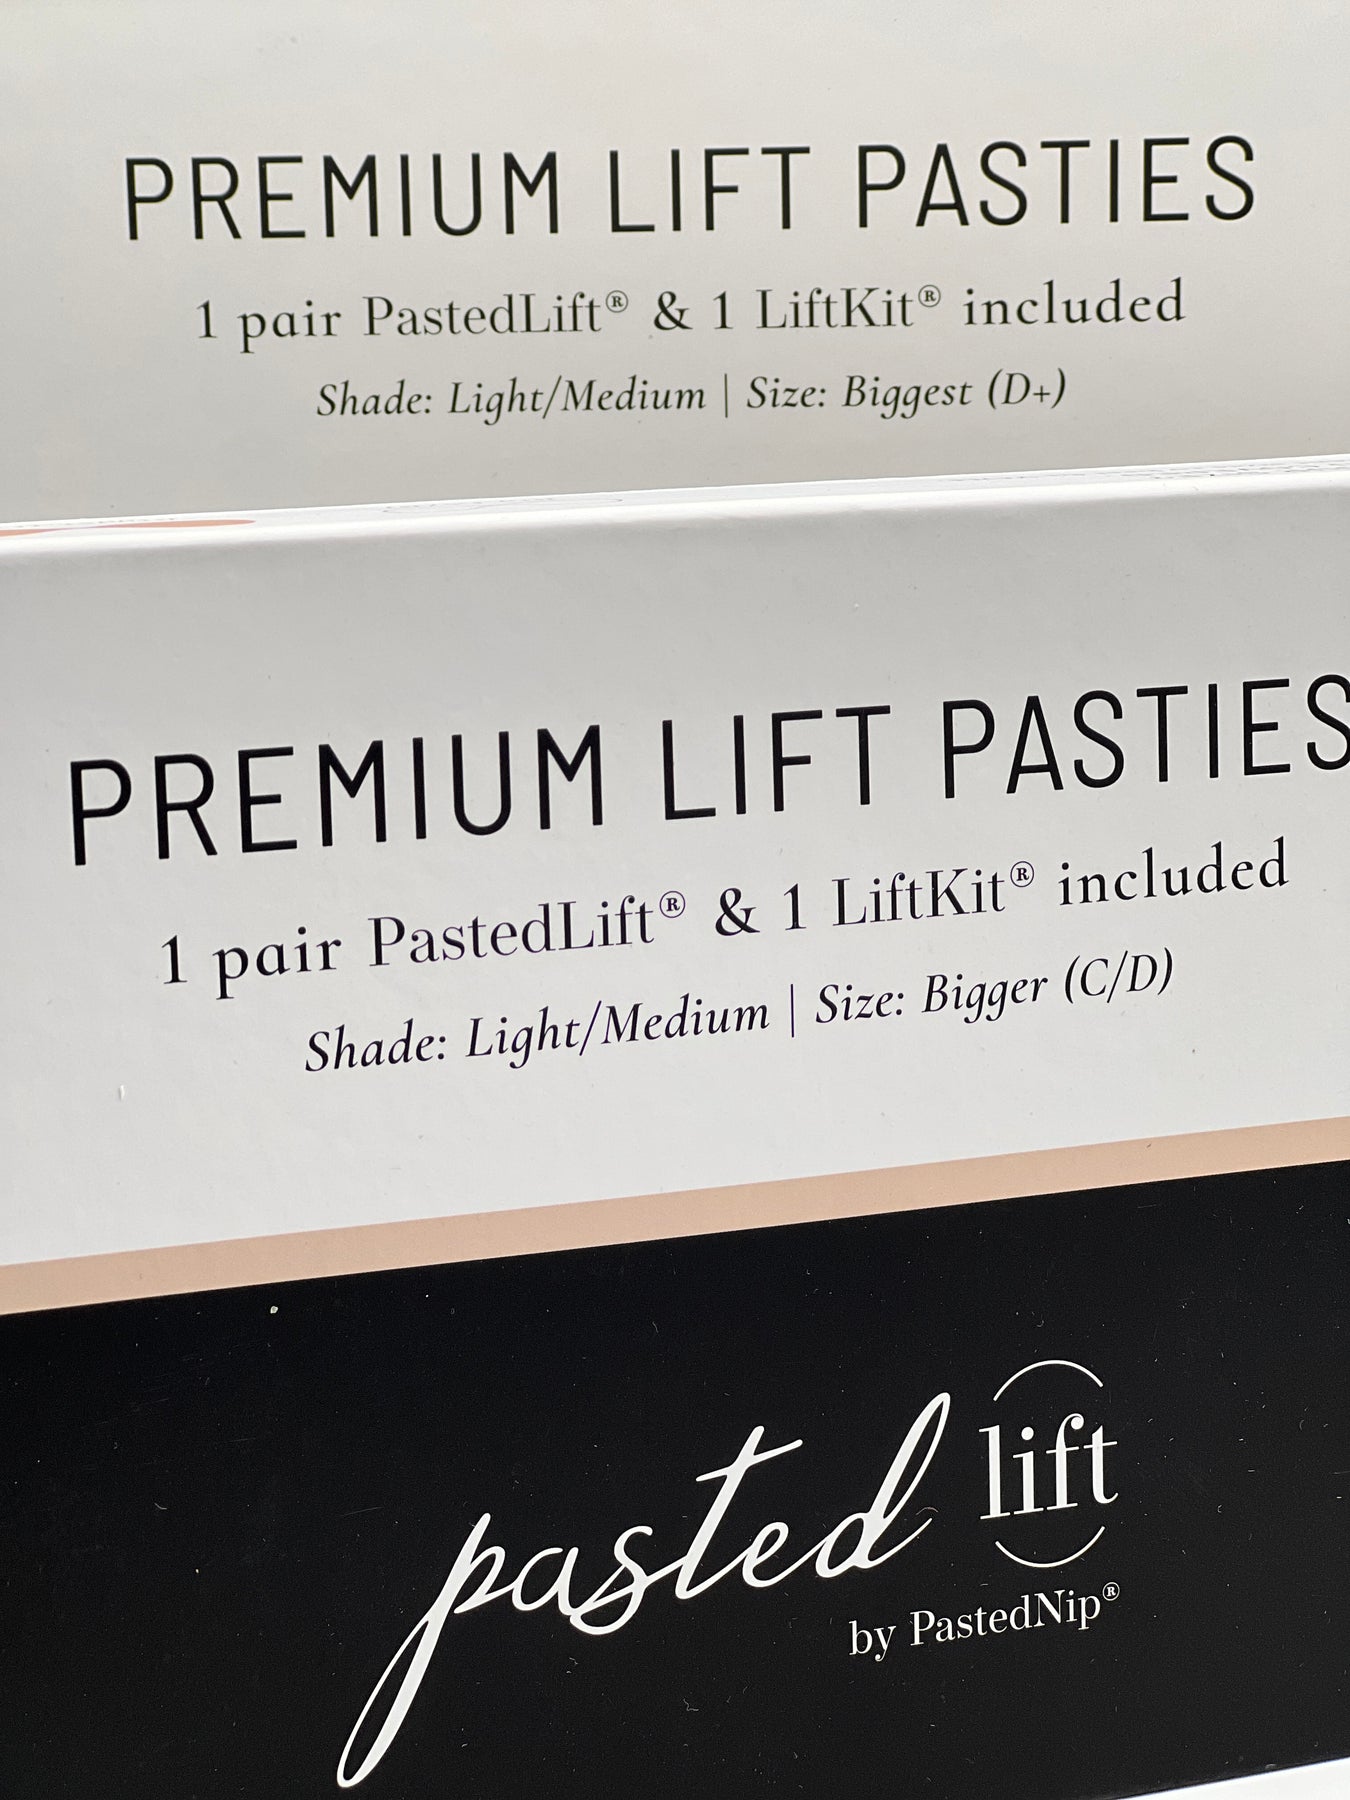 PREMIUM LIFT PASTIES
1 pair PastedLift® & 1 LiftKit® included
Shade: Light/Medium | Size: Biggest (D+)
PREMIUM LIFT PASTIES
1 pair PastedLift® & 1 LiftKit® included
Shade: Light/Medium | Size: Bigger (C/D)
pasted lift
by PastedNip®